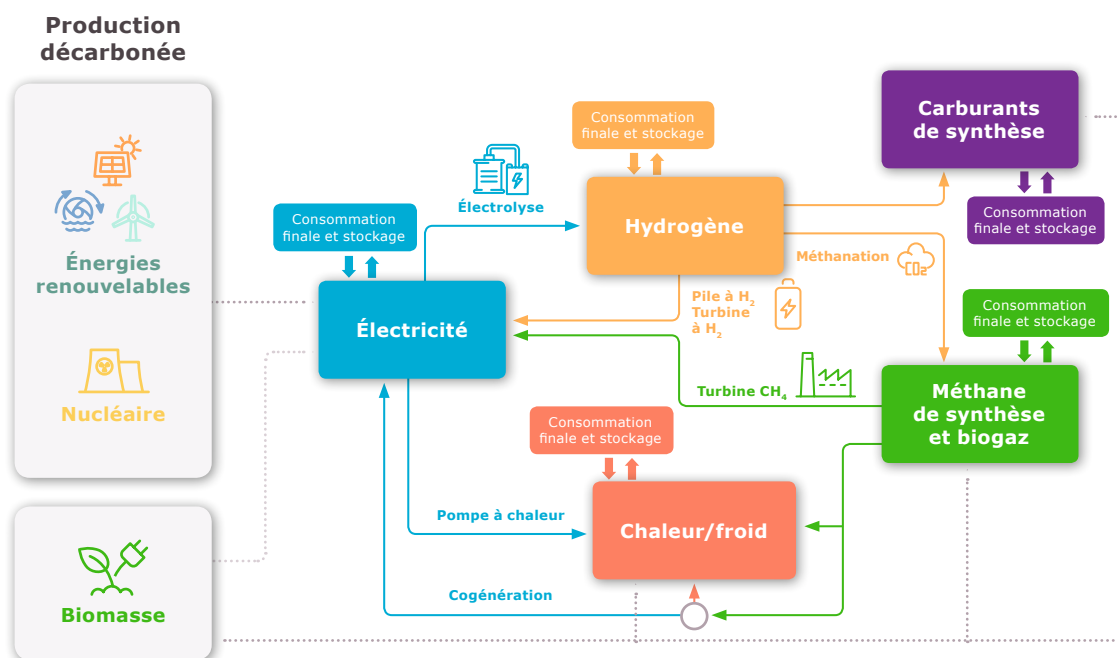 Production
décarbonée
Énergies
renouvelables
Nucléaire
Biomasse
Consommation
finale et stockage
Électricité
Électrolyse
Consommation
finale et stockage
Hydrogène
Pile à H₂
Turbine
à H₂
Méthanation
CO₂
Carburants
de synthèse
Consommation
finale et stockage
Consommation
finale et stockage
Méthane
de synthèse
et biogaz
Turbine CH₄
Consommation
finale et stockage
Chaleur/froid
Pompe à chaleur
Cogénération